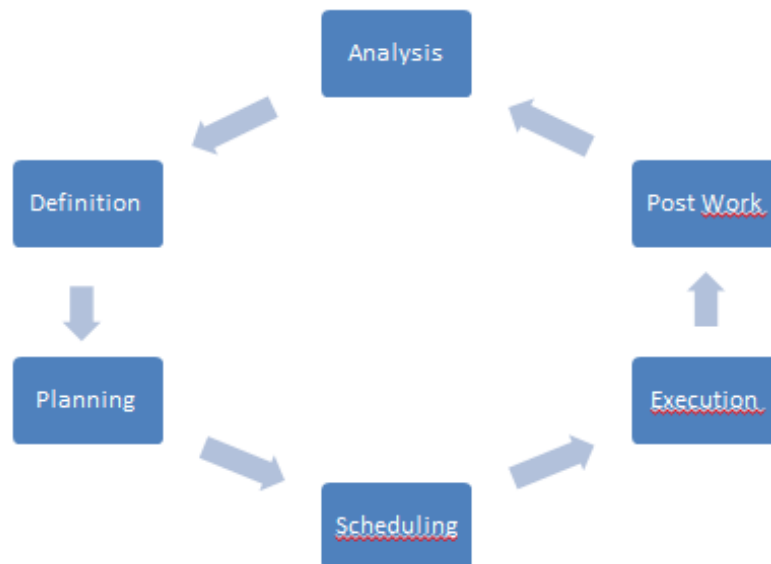 Analysis
Definition
Post Work
Planning
Execution
Scheduling